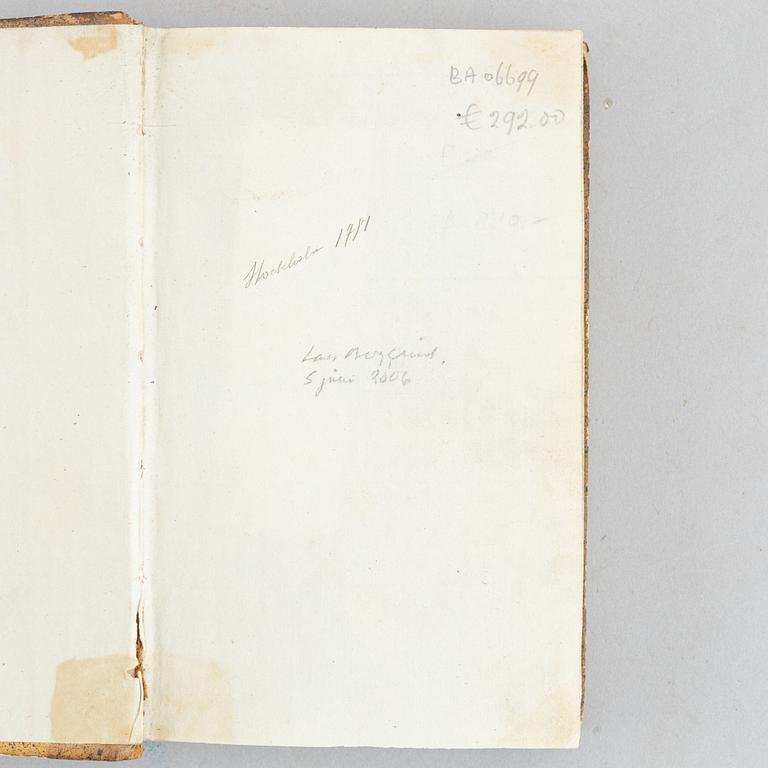 BA 06699
€ 292.00
Stockholm 1781
Lars Bergquist.
5 juni 2006